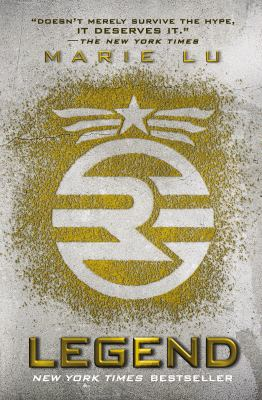 "DOESN'T MERELY SURVIVE THE HYPE,
IT DESERVES IT."
—THE NEW YORK TIMES
MARIE LU
R
LEGEND
NEW YORK TIMES BESTSELLER